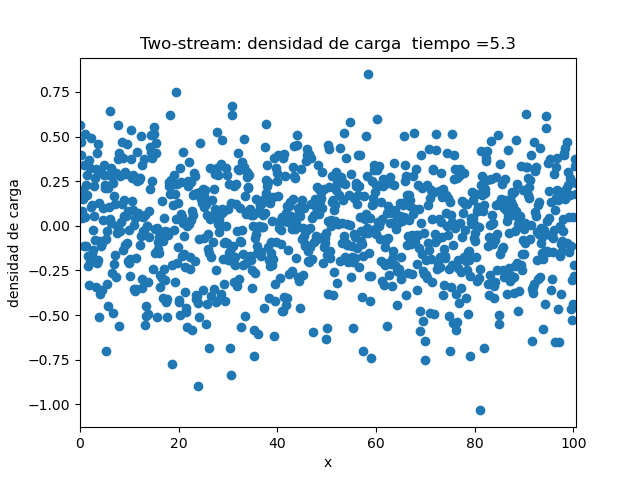 Two-stream: densidad de carga  tiempo =5.3
densidad de carga
0.75
0.50
0.25
0.00
−0.25
−0.50
−0.75
−1.00
0 20 40 60 80 100
x